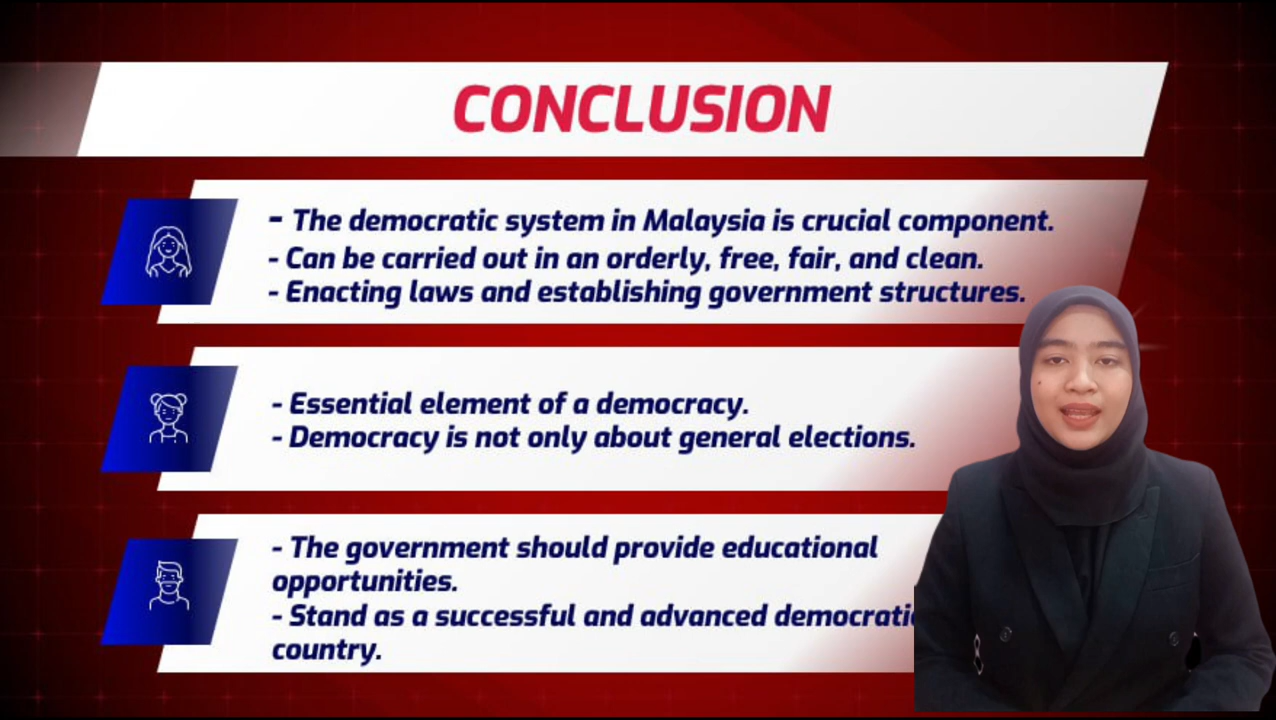 CONCLUSION
- The democratic system in Malaysia is crucial component.
- Can be carried out in an orderly, free, fair, and clean.
- Enacting laws and establishing government structures.
- Essential element of a democracy.
- Democracy is not only about general elections.
- The government should provide educational
opportunities.
- Stand as a successful and advanced democratic
country.